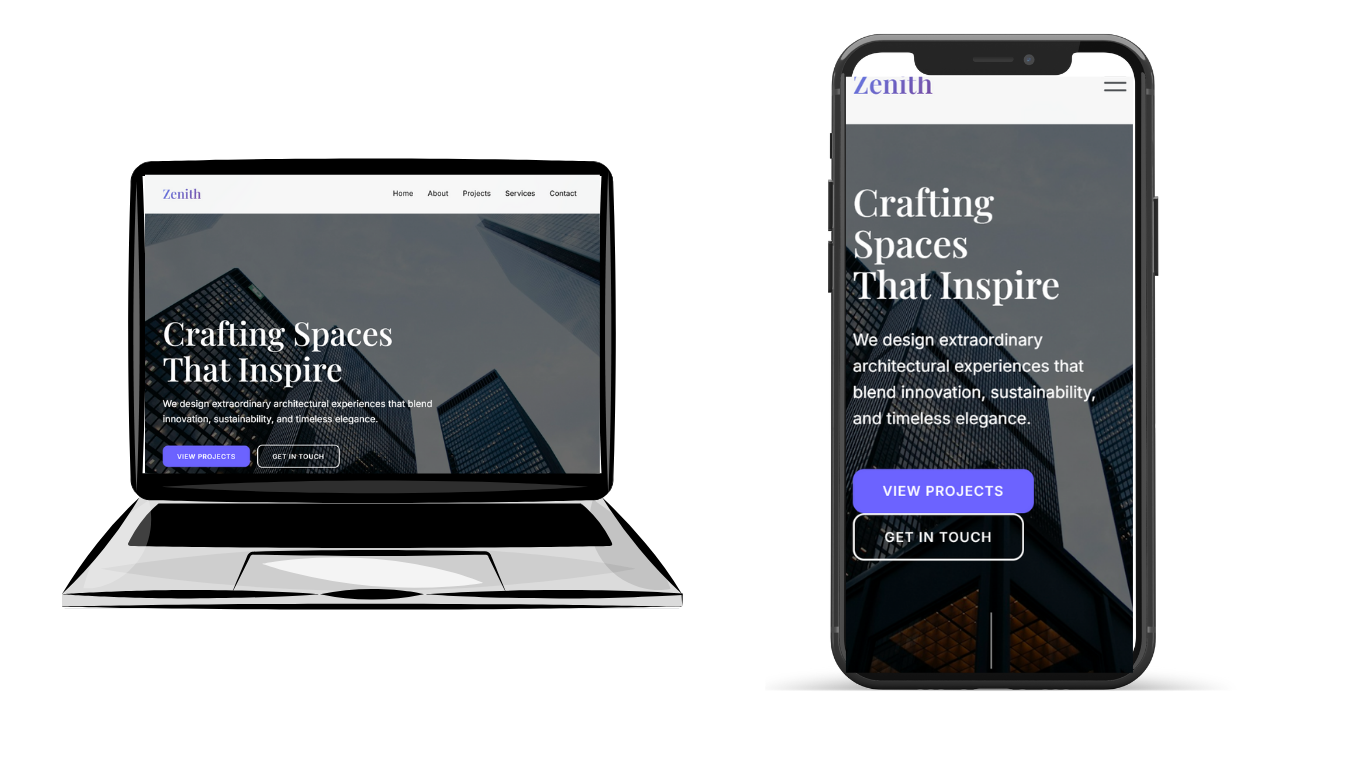 Zenith
Home About Projects Services Contact
Crafting Spaces
That Inspire
We design extraordinary architectural experiences that blend
innovation, sustainability, and timeless elegance.
VIEW PROJECTS GET IN TOUCH
Zenith
Crafting
Spaces
That Inspire
We design extraordinary
architectural experiences that
blend innovation, sustainability,
and timeless elegance.
VIEW PROJECTS
GET IN TOUCH